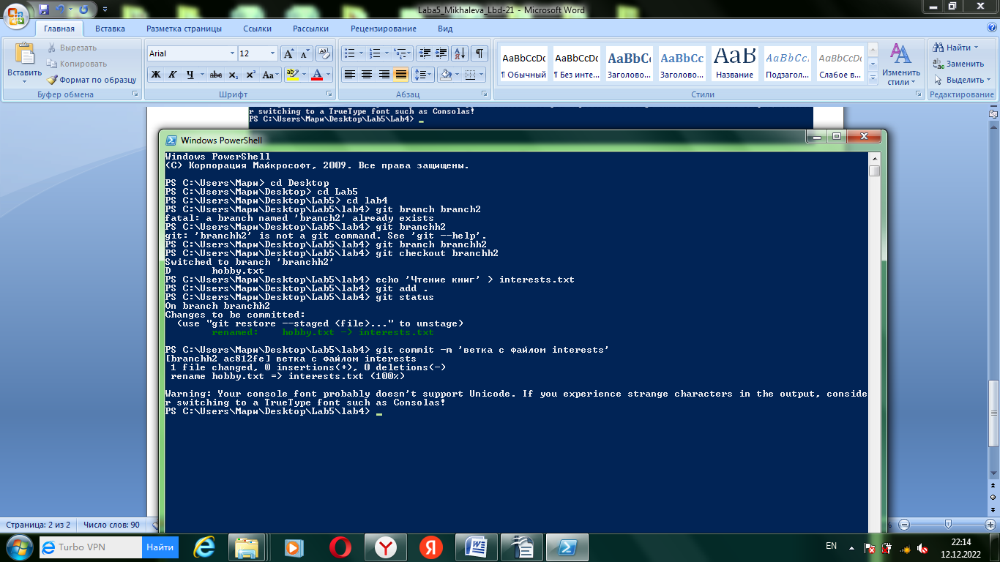 Laba5_Mikhaleva_Lbd-21 - Microsoft Word
Главная Вставка Разметка страницы Ссылки Рассылки Рецензирование Вид
Вставить
Вырезать
Копировать
Формат по образцу
Буфер обмена
Arial 12
Ж К Ч abc x₂ x² Aa
Шрифт
Абзац
AaBbCcDc AaBbCcDc AaBbCc AaBbCc AaB AaBbCc. AaBbCcDc
¶ Обычный ¶ Без инте... Заголово... Заголово... Название Подзагол... Слабое в...
Изменить стили
Стили
Найти
Заменить
Выделить
Редактирование
r switching to a TrueType font such as Consolas!
PS C:\Users\Мари\Desktop\Lab5\Lab4> _
Windows PowerShell
Windows PowerShell
(C) Корпорация Майкрософт, 2009. Все права защищены.
PS C:\Users\Мари> cd Desktop
PS C:\Users\Мари\Desktop> cd Lab5
PS C:\Users\Мари\Desktop\Lab5> cd lab4
PS C:\Users\Мари\Desktop\Lab5\lab4> git branch branch2
fatal: a branch named 'branch2' already exists
PS C:\Users\Мари\Desktop\Lab5\lab4> git branchh2
git: 'branchh2' is not a git command. See 'git --help'.
PS C:\Users\Мари\Desktop\Lab5\lab4> git branch branchh2
PS C:\Users\Мари\Desktop\Lab5\lab4> git checkout branchh2
Switched to branch 'branchh2'
D       hobby.txt
PS C:\Users\Мари\Desktop\Lab5\lab4> echo 'Чтение книг' > interests.txt
PS C:\Users\Мари\Desktop\Lab5\lab4> git add .
PS C:\Users\Мари\Desktop\Lab5\lab4> git status
On branch branchh2
Changes to be committed:
  (use "git restore --staged <file>..." to unstage)
        renamed:    hobby.txt -> interests.txt
PS C:\Users\Мари\Desktop\Lab5\lab4> git commit -m 'ветка с файлом interests'
[branchh2 ac812fe] ветка с файлом interests
 1 file changed, 0 insertions(+), 0 deletions(-)
 rename hobby.txt => interests.txt (100%)
Warning: Your console font probably doesn't support Unicode. If you experience strange characters in the output, conside
r switching to a TrueType font such as Consolas!
PS C:\Users\Мари\Desktop\Lab5\lab4> _
Страница: 2 из 2 Число слов: 90
Turbo VPN Найти
EN
22:14
12.12.2022